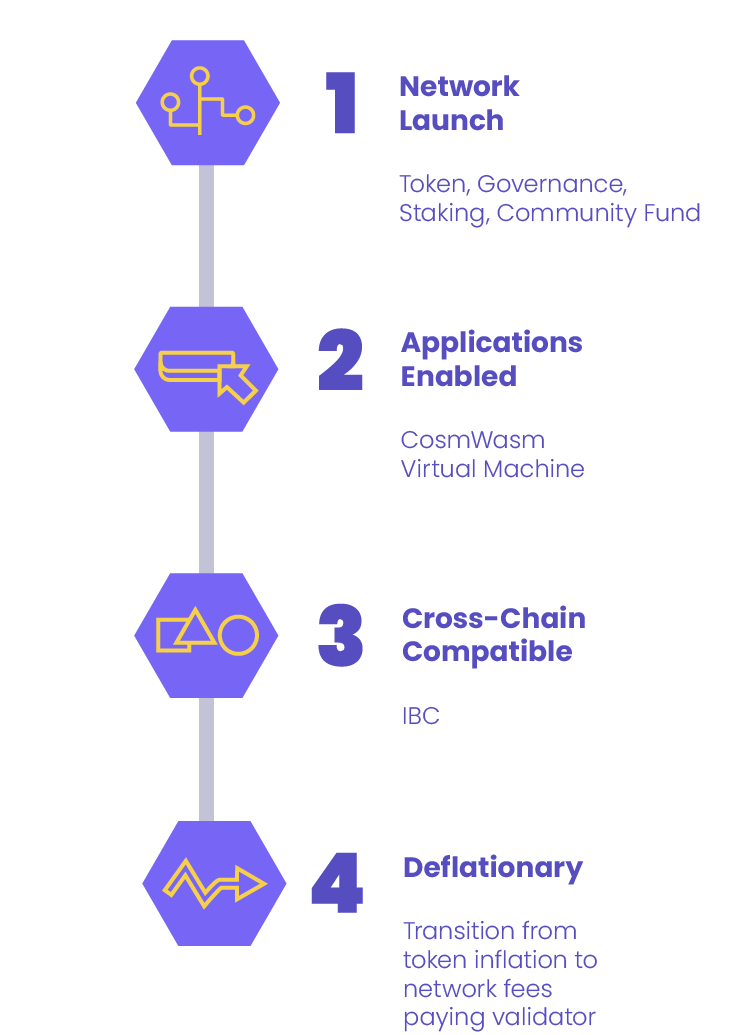 1
Network
Launch
Token, Governance,
Staking, Community Fund
2
Applications
Enabled
CosmWasm
Virtual Machine
3
Cross-Chain
Compatible
IBC
4
Deflationary
Transition from
token inflation to
network fees
paying validator